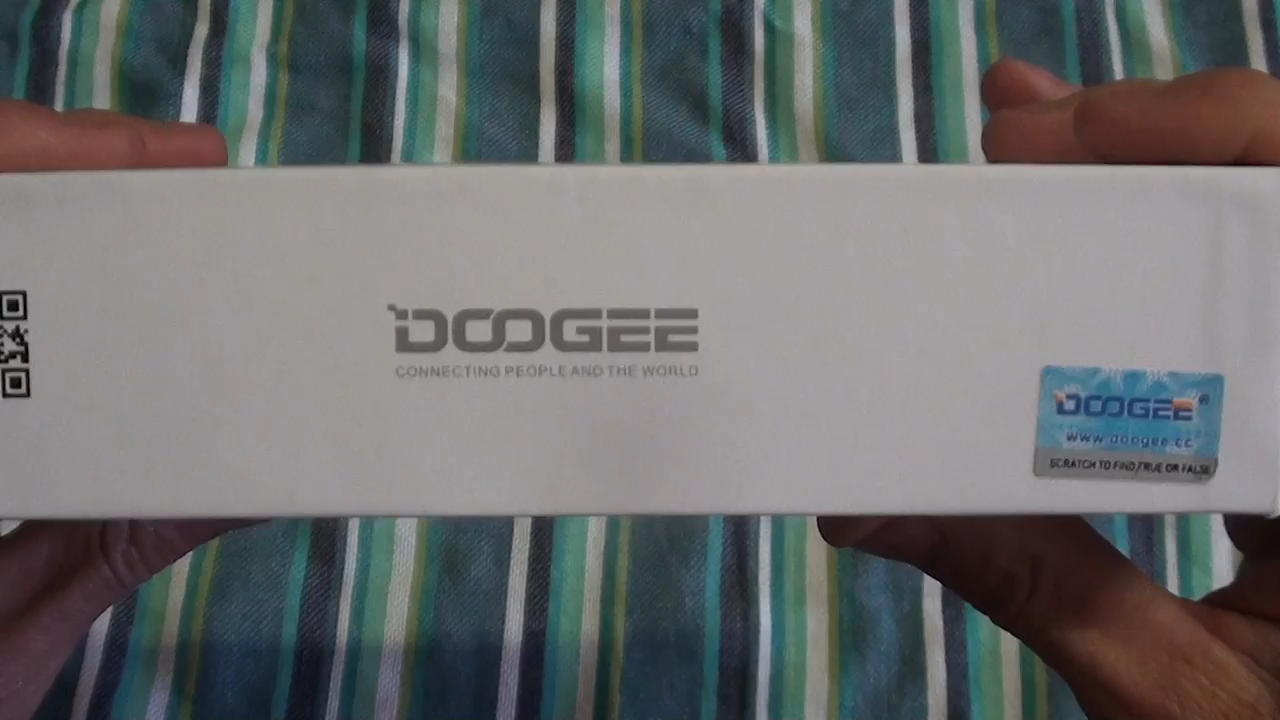 DOOGEE
CONNECTING PEOPLE AND THE WORLD
DOOGEE®
www.doogee.cc
SCRATCH TO FIND TRUE OR FALSE